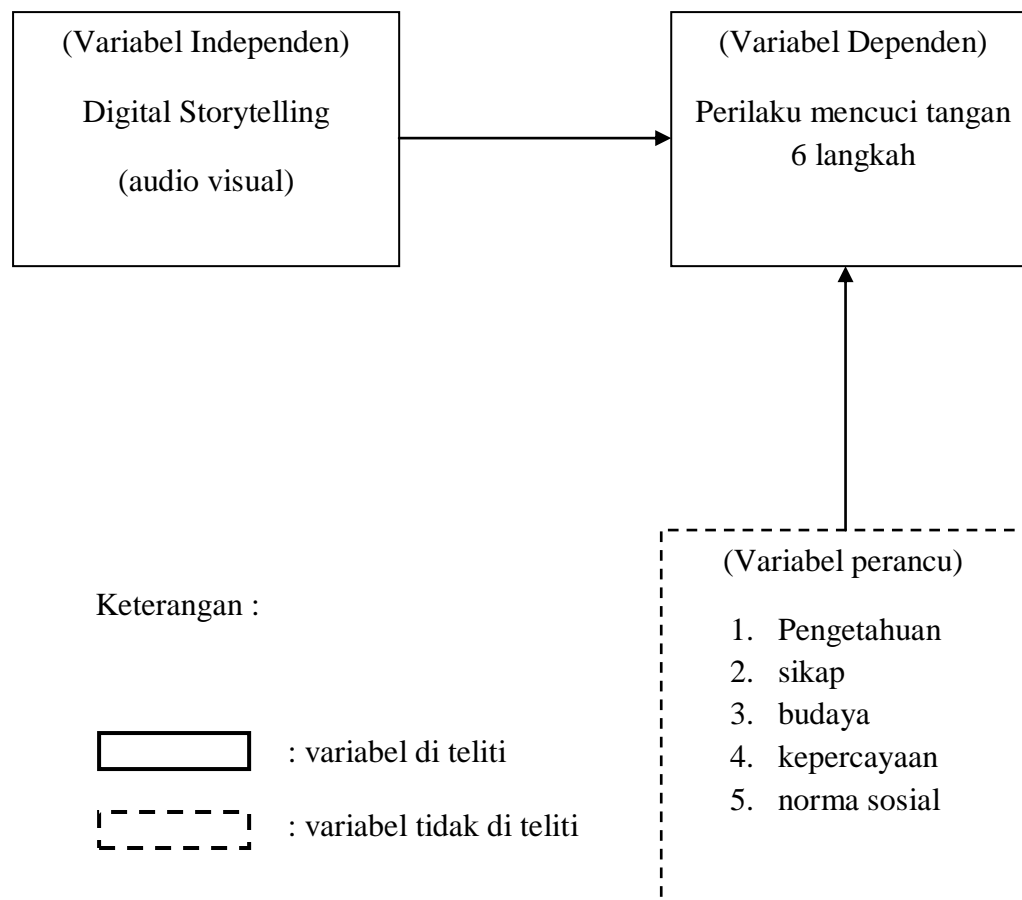 (Variabel Independen)
Digital Storytelling
(audio visual)
(Variabel Dependen)
Perilaku mencuci tangan
6 langkah
(Variabel perancu)
1. Pengetahuan
2. sikap
3. budaya
4. kepercayaan
5. norma sosial
Keterangan :
: variabel di teliti
: variabel tidak di teliti